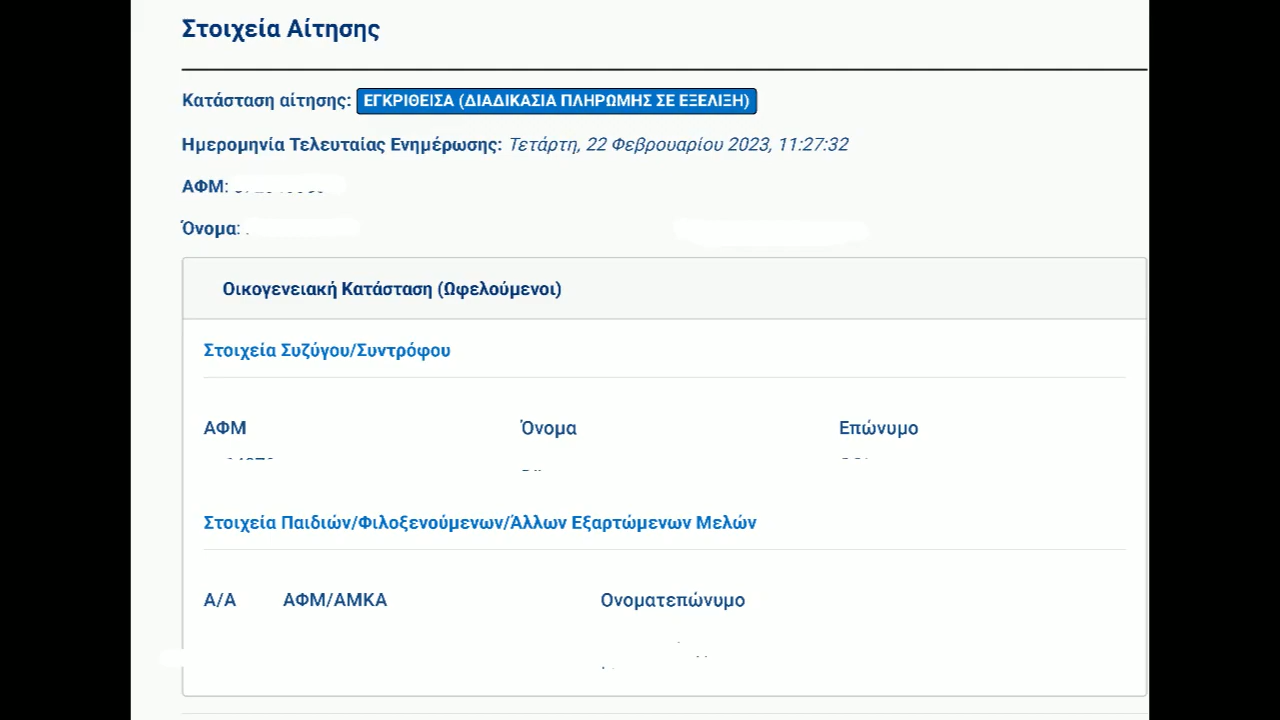 Στοιχεία Αίτησης
Κατάσταση αίτησης: ΕΓΚΡΙΘΕΙΣΑ (ΔΙΑΔΙΚΑΣΙΑ ΠΛΗΡΩΜΗΣ ΣΕ ΕΞΕΛΙΞΗ)
Ημερομηνία Τελευταίας Ενημέρωσης: Τετάρτη, 22 Φεβρουαρίου 2023, 11:27:32
ΑΦΜ:
Όνομα:
Οικογενειακή Κατάσταση (Ωφελούμενοι)
Στοιχεία Συζύγου/Συντρόφου
ΑΦΜ Όνομα Επώνυμο
Στοιχεία Παιδιών/Φιλοξενούμενων/Άλλων Εξαρτώμενων Μελών
Α/Α ΑΦΜ/ΑΜΚΑ Ονοματεπώνυμο